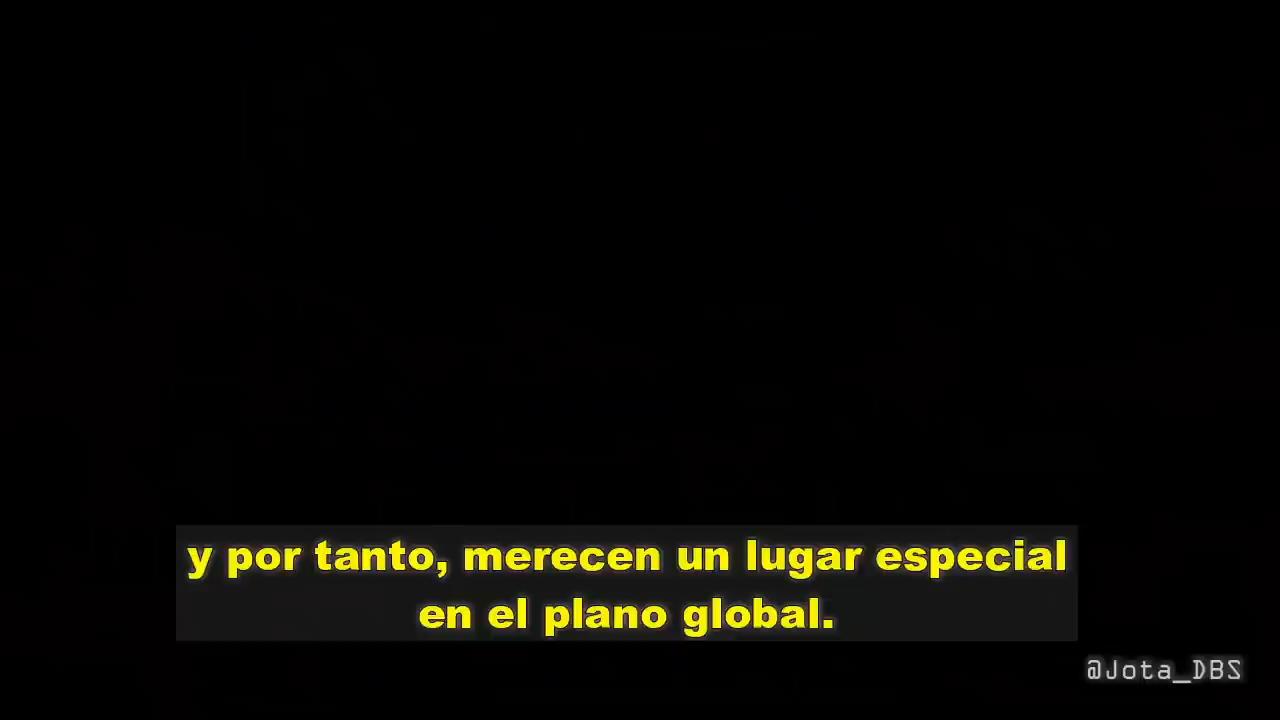 y por tanto, merecen un lugar especial
en el plano global.
@Jota_DBS